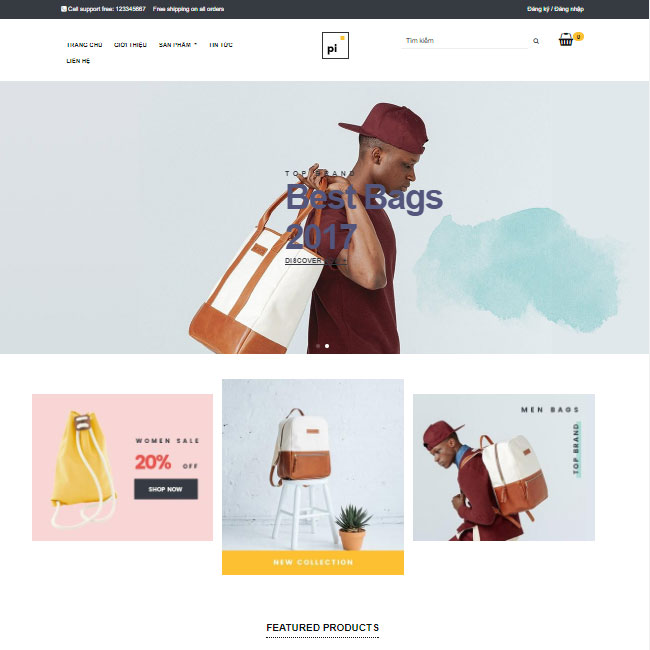 Call support free: 123345667 Free shipping on all orders
Đăng ký / Đăng nhập
TRANG CHỦ GIỚI THIỆU SẢN PHẨM TIN TỨC
LIÊN HỆ
pi
Tìm kiếm
0
TOP BRAND
Best Bags
2017
DISCOVER
WOMEN SALE
20% OFF
SHOP NOW
NEW COLLECTION
MEN BAGS
TOP BRAND
FEATURED PRODUCTS